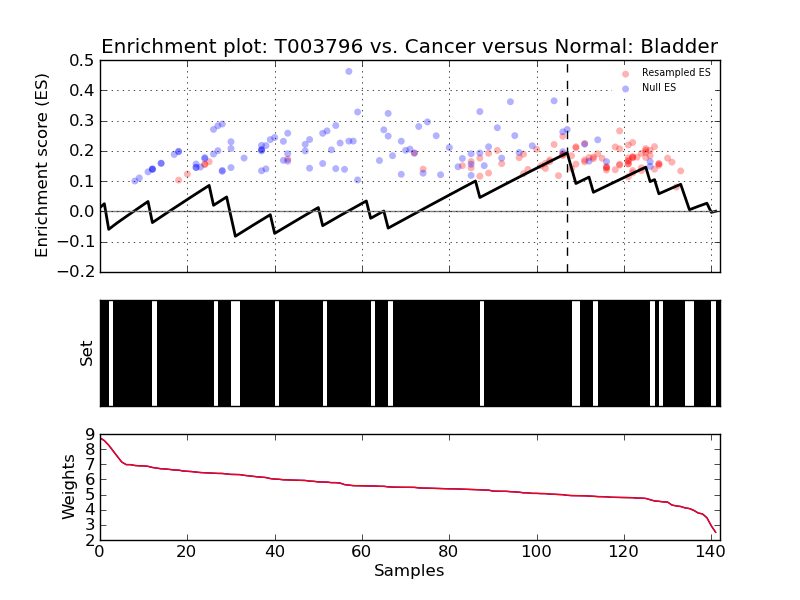 Enrichment plot: T003796 vs. Cancer versus Normal: Bladder
Enrichment score (ES)
0.5
0.4
0.3
0.2
0.1
0.0
−0.1
−0.2
Resampled ES
Null ES
Set
Weights
9
8
7
6
5
4
3
2
0 20 40 60 80 100 120 140
Samples